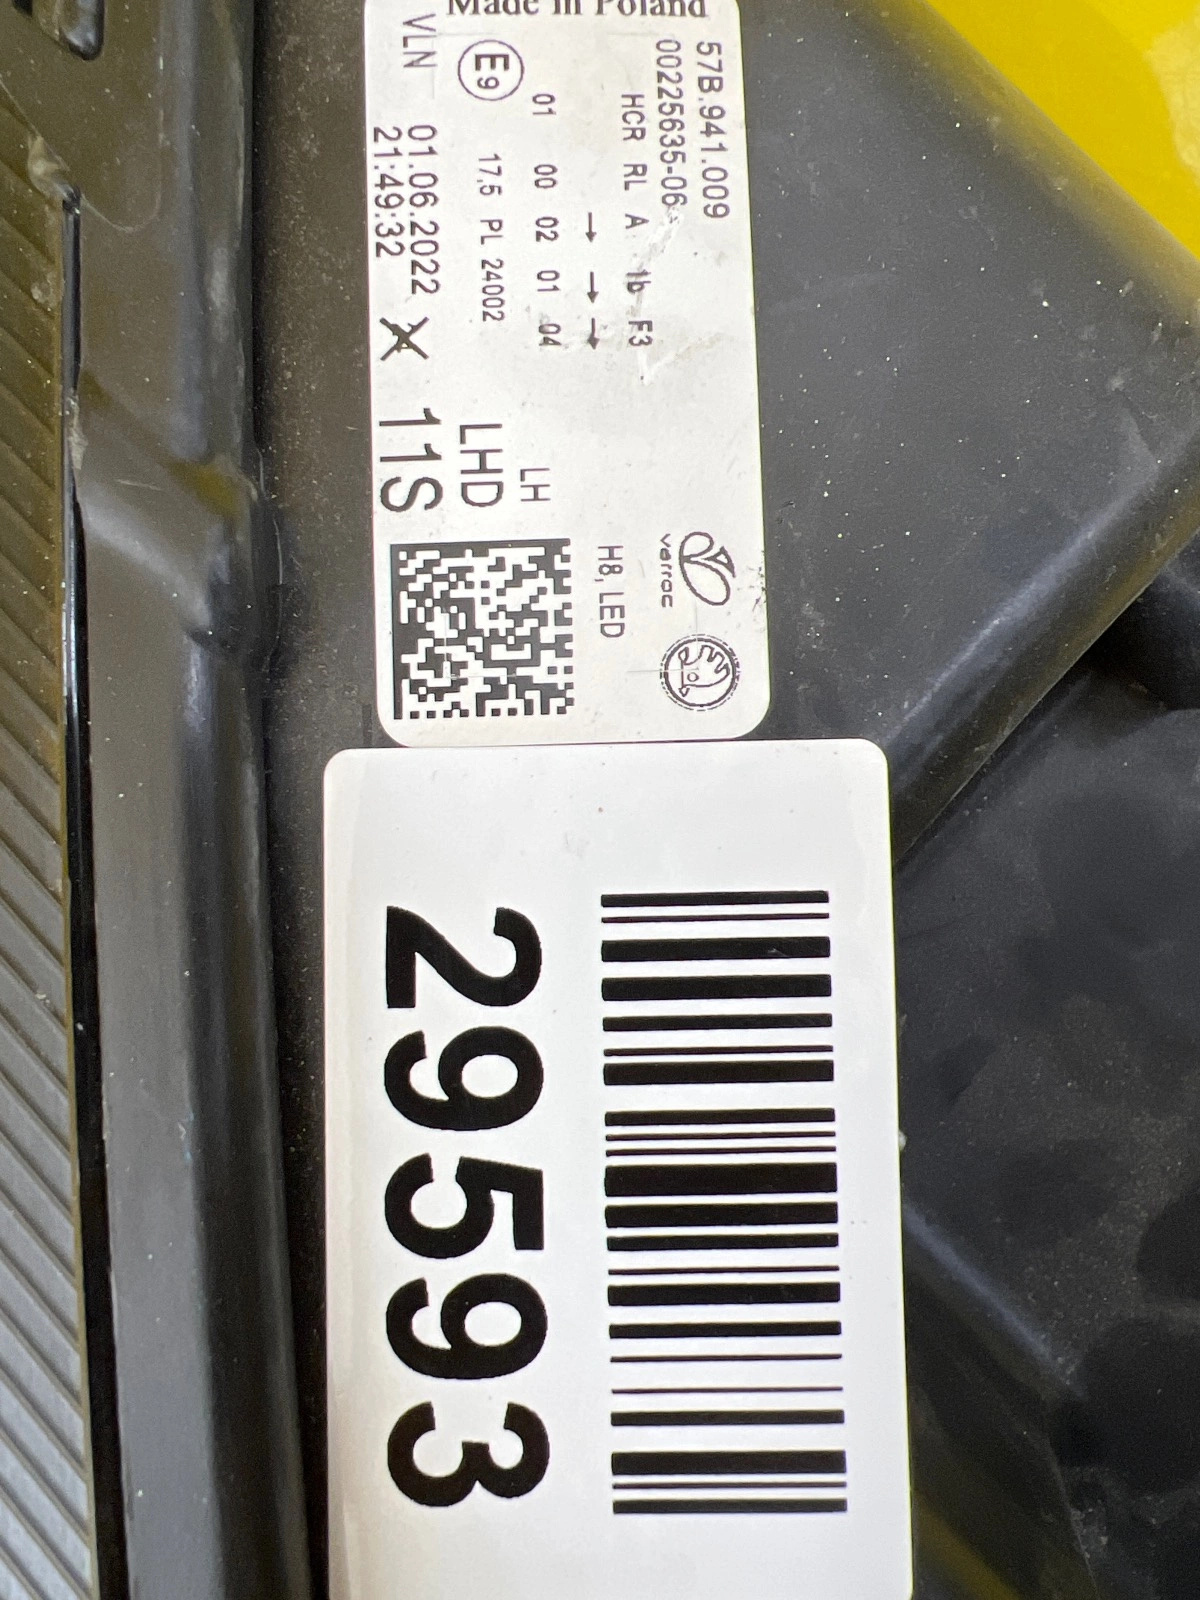 Made in Poland
57B.941.009
00225635-06
HCR RL A 1b F3
→ → →
01 00 02 01 04
E9 17,5 PL 24002
VLN 01.06.2022
21:49:32
X 11S
varroc
H8, LED
LH
LHD
29593